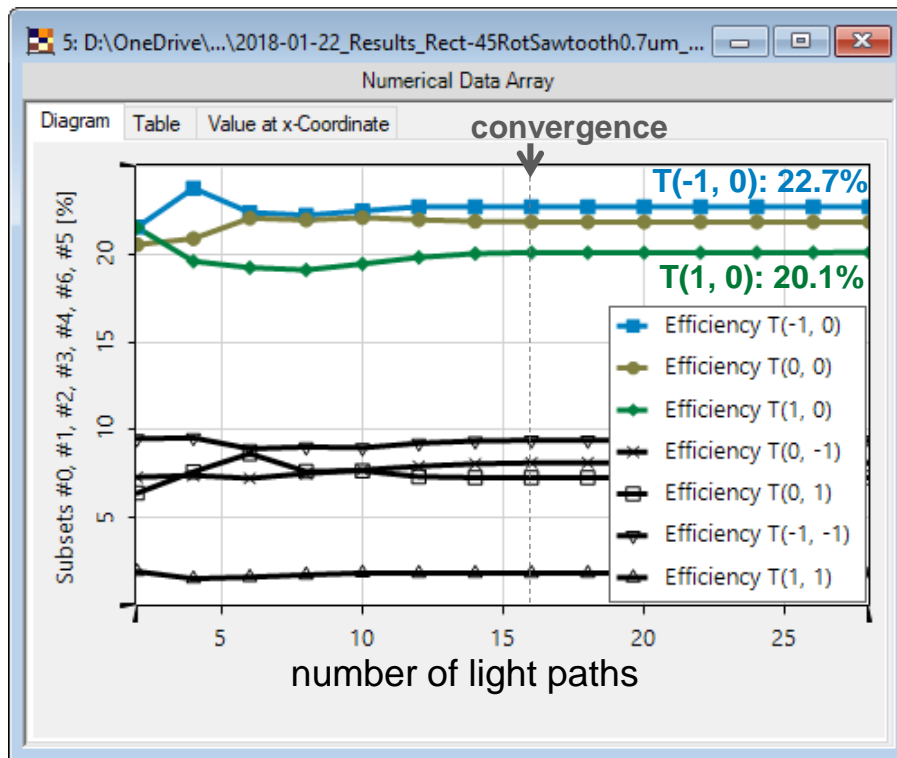 5: D:\OneDrive\...\2018-01-22_Results_Rect-45RotSawtooth0.7um_...
Numerical Data Array
Diagram Table Value at x-Coordinate
convergence
T(-1, 0): 22.7%
T(1, 0): 20.1%
Subsets #0, #1, #2, #3, #4, #6, #5 [%]
20
15
10
5
Efficiency T(-1, 0)
Efficiency T(0, 0)
Efficiency T(1, 0)
Efficiency T(0, -1)
Efficiency T(0, 1)
Efficiency T(-1, -1)
Efficiency T(1, 1)
5 10 15 20 25
number of light paths